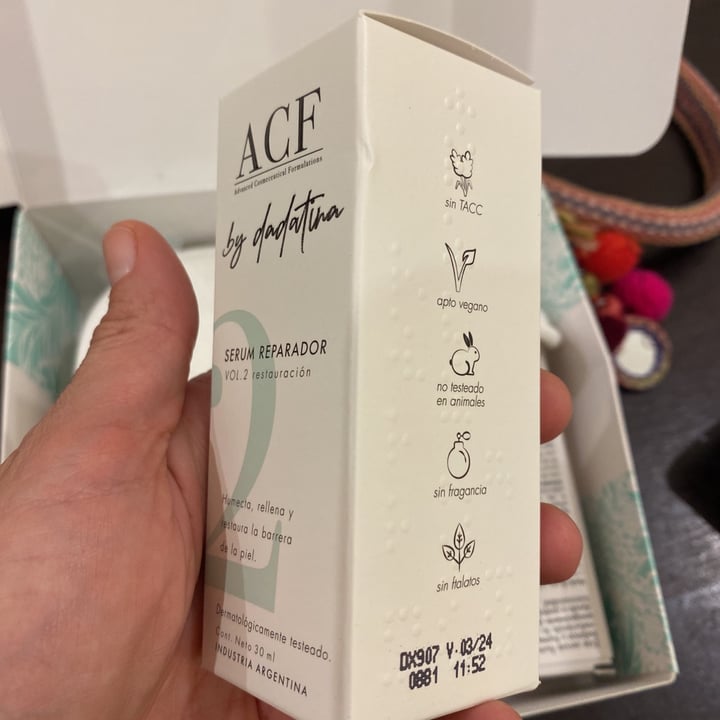 ACF
Advanced Cosmeceutical Formulations
by dadatina
2
SERUM REPARADOR
VOL.2 restauración
Humecta, rellena y
restaura la barrera
de la piel.
Dermatológicamente testeado.
Cont. Neto 30 ml
INDUSTRIA ARGENTINA
sin TACC
apto vegano
no testeado
en animales
sin fragancia
sin ftalatos
DX907 V.03/24
0881 11:52